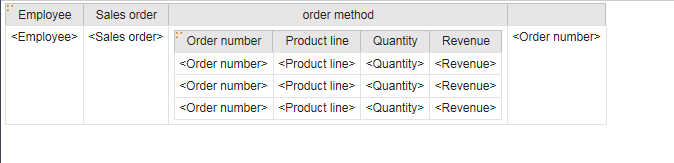 Employee Sales order order method
<Employee> <Sales order> Order number Product line Quantity Revenue <Order number>
<Order number> <Product line> <Quantity> <Revenue>
<Order number> <Product line> <Quantity> <Revenue>
<Order number> <Product line> <Quantity> <Revenue>